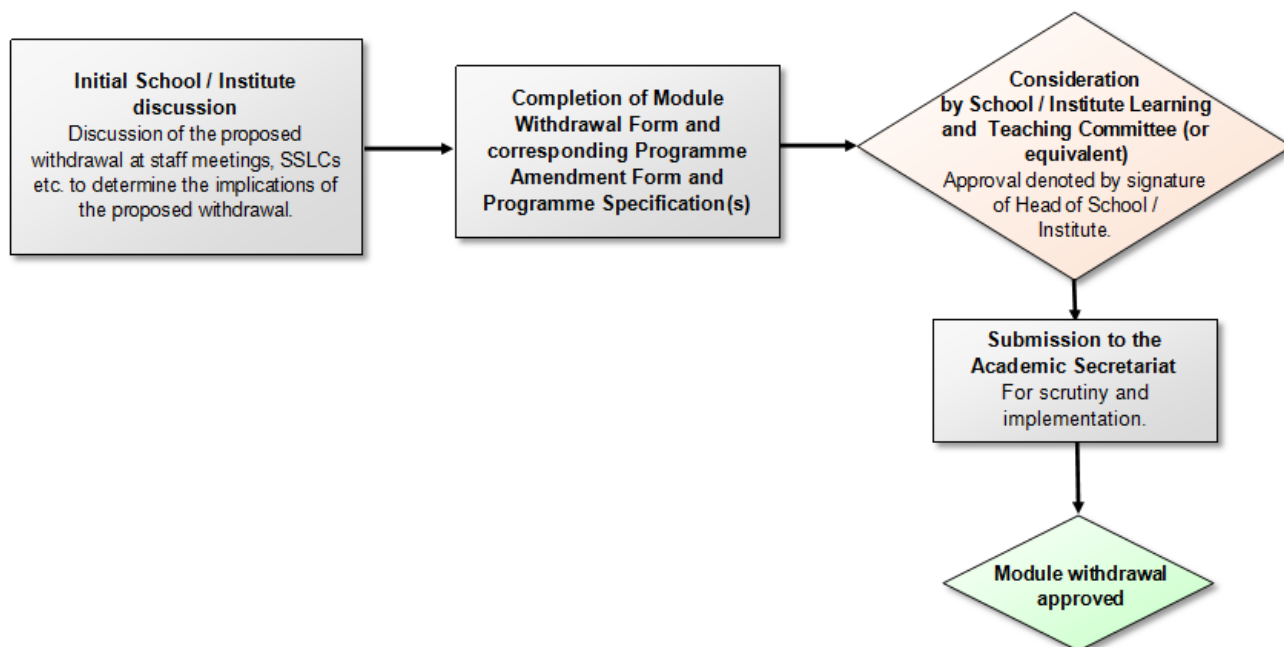 Initial School / Institute
discussion
Discussion of the proposed
withdrawal at staff meetings, SSLCs
etc. to determine the implications of
the proposed withdrawal.
Completion of Module
Withdrawal Form and
corresponding Programme
Amendment Form and
Programme Specification(s)
Consideration
by School / Institute Learning
and Teaching Committee (or
equivalent)
Approval denoted by signature
of Head of School /
Institute.
Submission to the
Academic Secretariat
For scrutiny and
implementation.
Module withdrawal
approved